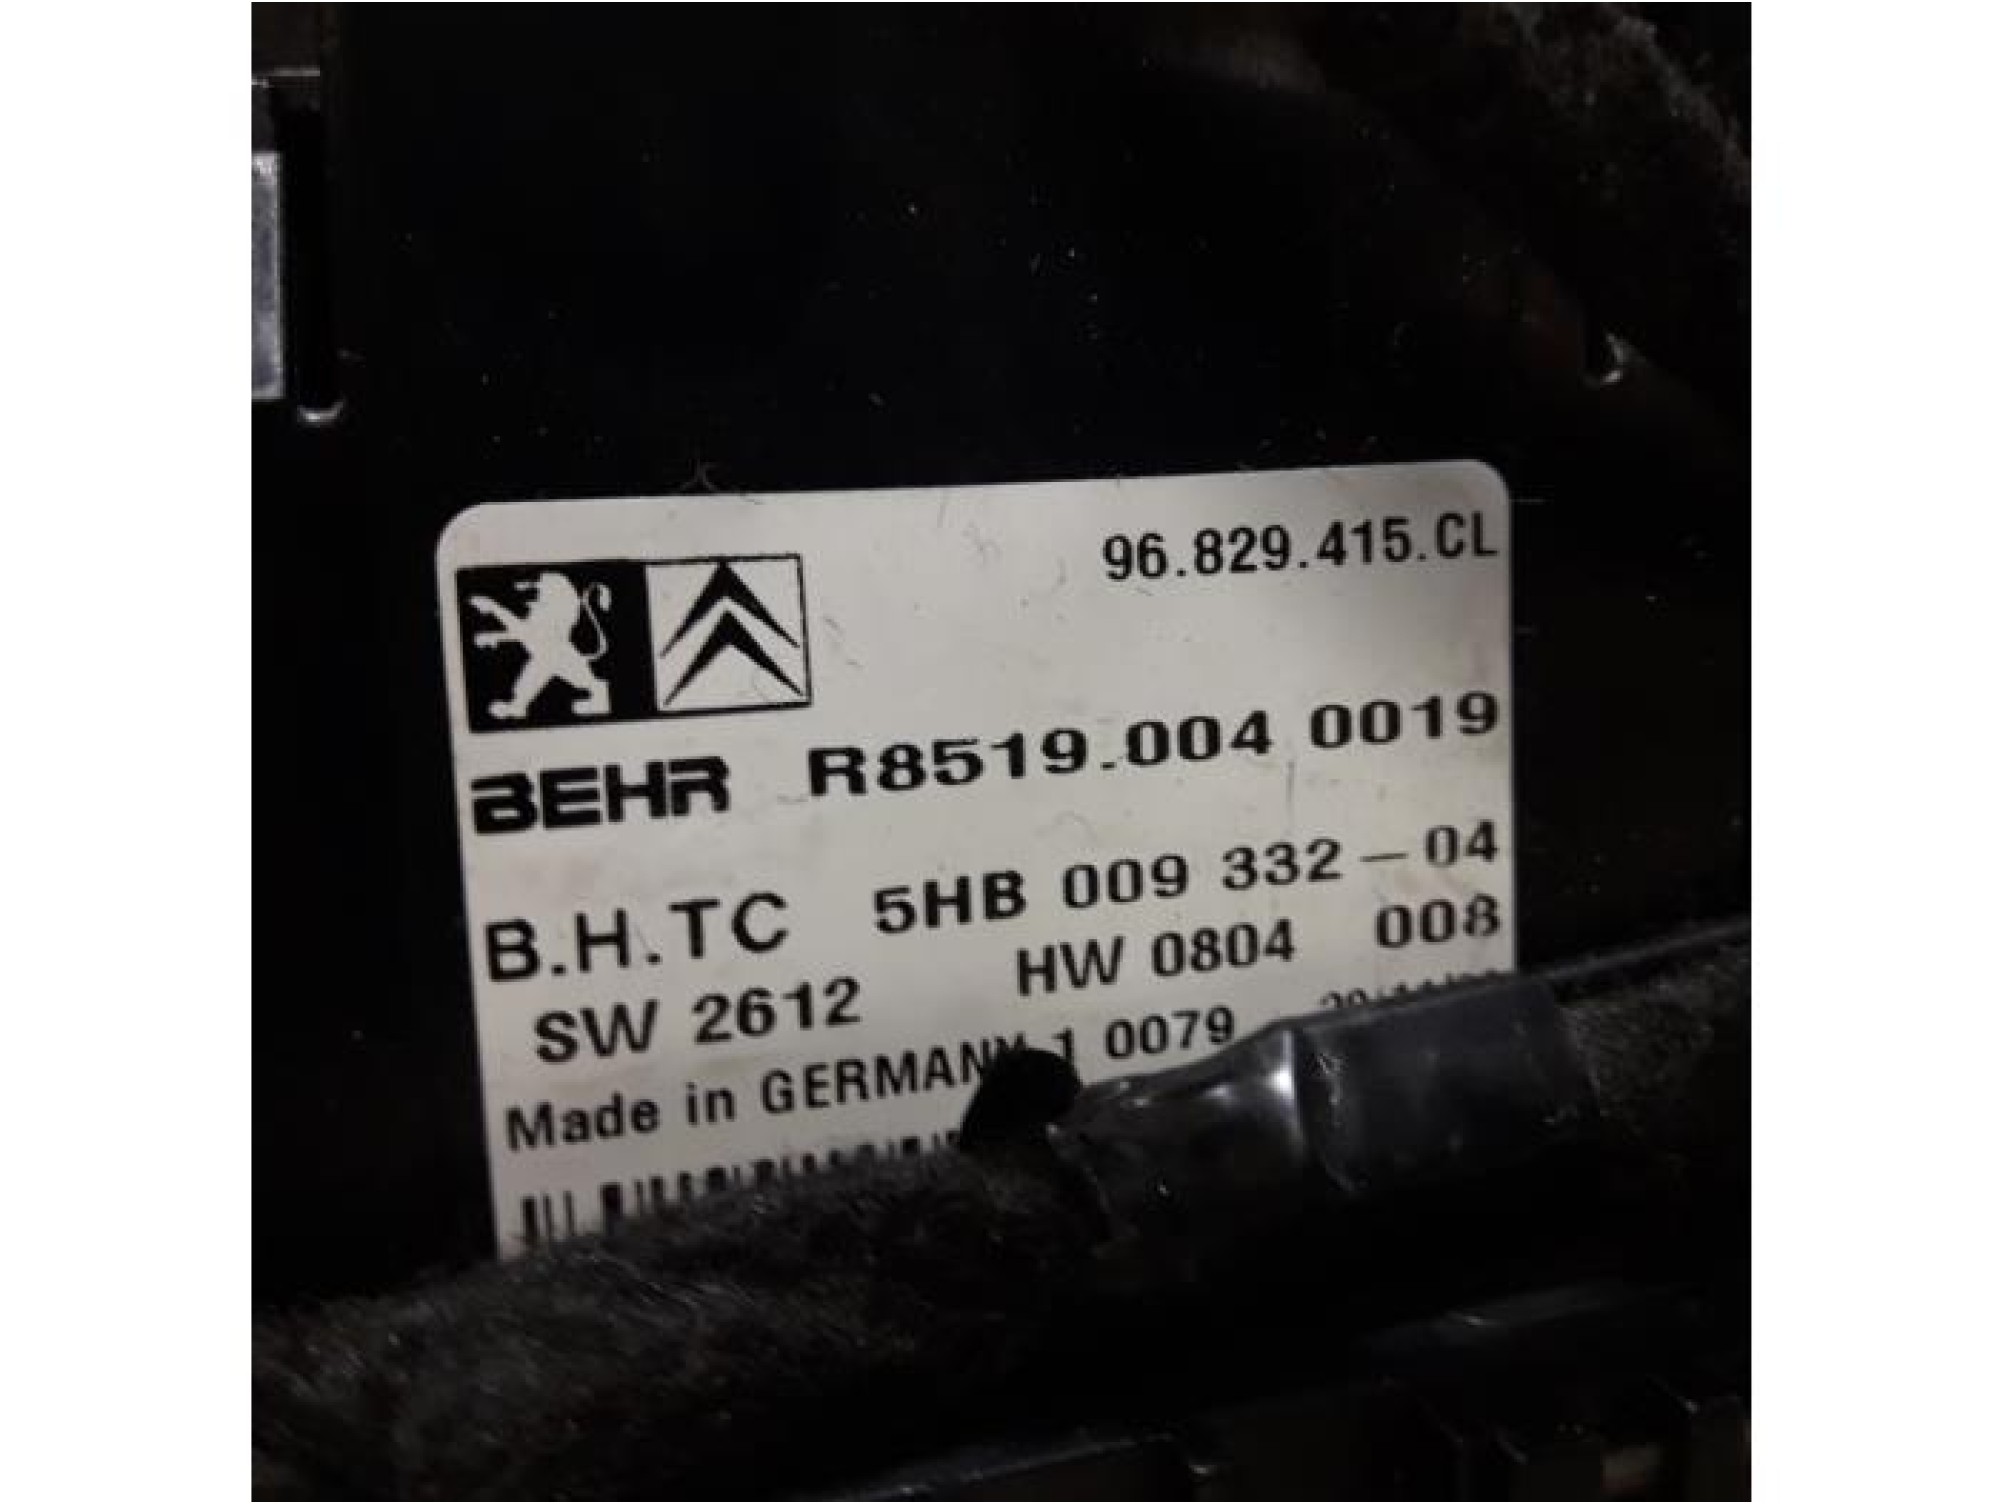 96.829.415.CL
BEHR R8519.004 0019
B.H.TC 5HB 009 332-04
SW 2612 HW 0804 008
Made in GERMANY 1 0079